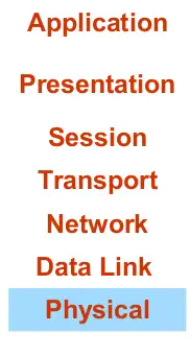 Application
Presentation
Session
Transport
Network
Data Link
Physical